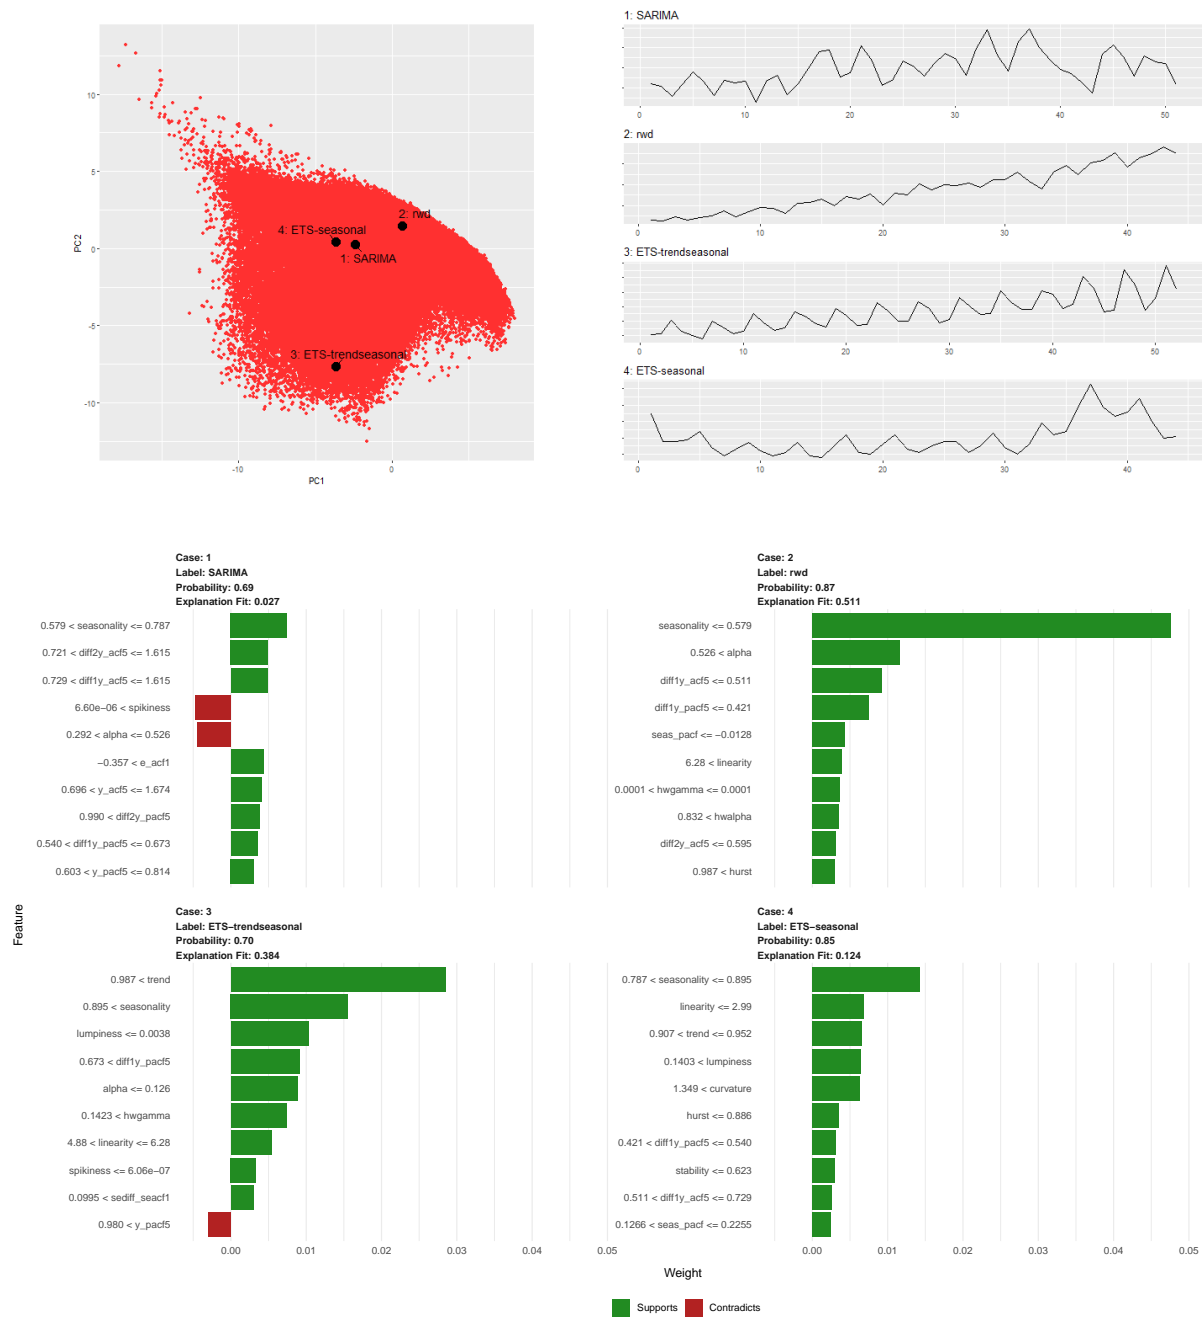 10
5
0
-5
-10
PC2
-10
0
PC1
2: rwd
4: ETS-seasonal
1: SARIMA
3: ETS-trendseasonal
1: SARIMA
0 10 20 30 40 50
2: rwd
0 10 20 30 40
3: ETS-trendseasonal
0 10 20 30 40 50
4: ETS-seasonal
0 10 20 30 40
Case: 1
Label: SARIMA
Probability: 0.69
Explanation Fit: 0.027
0.579 < seasonality <= 0.787
0.721 < diff2y_acf5 <= 1.615
0.729 < diff1y_acf5 <= 1.615
6.60e−06 < spikiness
0.292 < alpha <= 0.526
−0.357 < e_acf1
0.696 < y_acf5 <= 1.674
0.990 < diff2y_pacf5
0.540 < diff1y_pacf5 <= 0.673
0.603 < y_pacf5 <= 0.814
Case: 2
Label: rwd
Probability: 0.87
Explanation Fit: 0.511
seasonality <= 0.579
0.526 < alpha
diff1y_acf5 <= 0.511
diff1y_pacf5 <= 0.421
seas_pacf <= −0.0128
6.28 < linearity
0.0001 < hwgamma <= 0.0001
0.832 < hwalpha
diff2y_acf5 <= 0.595
0.987 < hurst
Case: 3
Label: ETS−trendseasonal
Probability: 0.70
Explanation Fit: 0.384
0.987 < trend
0.895 < seasonality
lumpiness <= 0.0038
0.673 < diff1y_pacf5
alpha <= 0.126
0.1423 < hwgamma
4.88 < linearity <= 6.28
spikiness <= 6.06e−07
0.0995 < sediff_seacf1
0.980 < y_pacf5
0.00 0.01 0.02 0.03 0.04 0.05
Case: 4
Label: ETS−seasonal
Probability: 0.85
Explanation Fit: 0.124
0.787 < seasonality <= 0.895
linearity <= 2.99
0.907 < trend <= 0.952
0.1403 < lumpiness
1.349 < curvature
hurst <= 0.886
0.421 < diff1y_pacf5 <= 0.540
stability <= 0.623
0.511 < diff1y_acf5 <= 0.729
0.1266 < seas_pacf <= 0.2255
0.00 0.01 0.02 0.03 0.04 0.05
Feature
Weight
Supports Contradicts